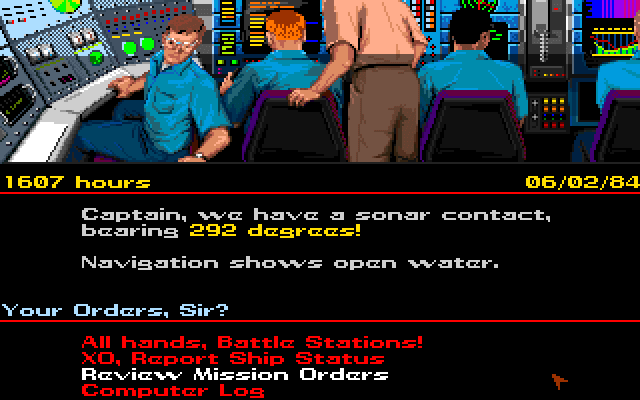 1607 hours 06/02/84
Captain, we have a sonar contact,
bearing 292 degrees!
Navigation shows open water.
Your Orders, Sir?
All hands, Battle Stations!
XO, Report Ship Status
Review Mission Orders
Computer Log